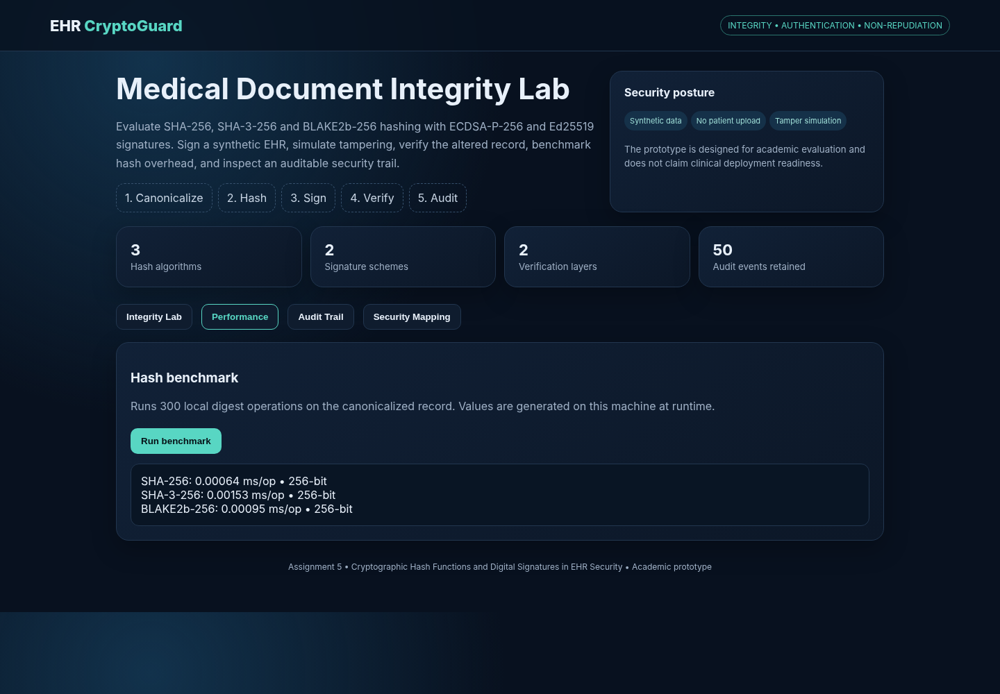 EHR CryptoGuard
INTEGRITY • AUTHENTICATION • NON-REPUDIATION
Medical Document Integrity Lab
Evaluate SHA-256, SHA-3-256 and BLAKE2b-256 hashing with ECDSA-P-256 and Ed25519
signatures. Sign a synthetic EHR, simulate tampering, verify the altered record, benchmark
hash overhead, and inspect an auditable security trail.
1. Canonicalize
2. Hash
3. Sign
4. Verify
5. Audit
Security posture
Synthetic data
No patient upload
Tamper simulation
The prototype is designed for academic evaluation and
does not claim clinical deployment readiness.
3
Hash algorithms
2
Signature schemes
2
Verification layers
50
Audit events retained
Integrity Lab
Performance
Audit Trail
Security Mapping
Hash benchmark
Runs 300 local digest operations on the canonicalized record. Values are generated on this machine at runtime.
Run benchmark
SHA-256: 0.00064 ms/op • 256-bit
SHA-3-256: 0.00153 ms/op • 256-bit
BLAKE2b-256: 0.00095 ms/op • 256-bit
Assignment 5 • Cryptographic Hash Functions and Digital Signatures in EHR Security • Academic prototype